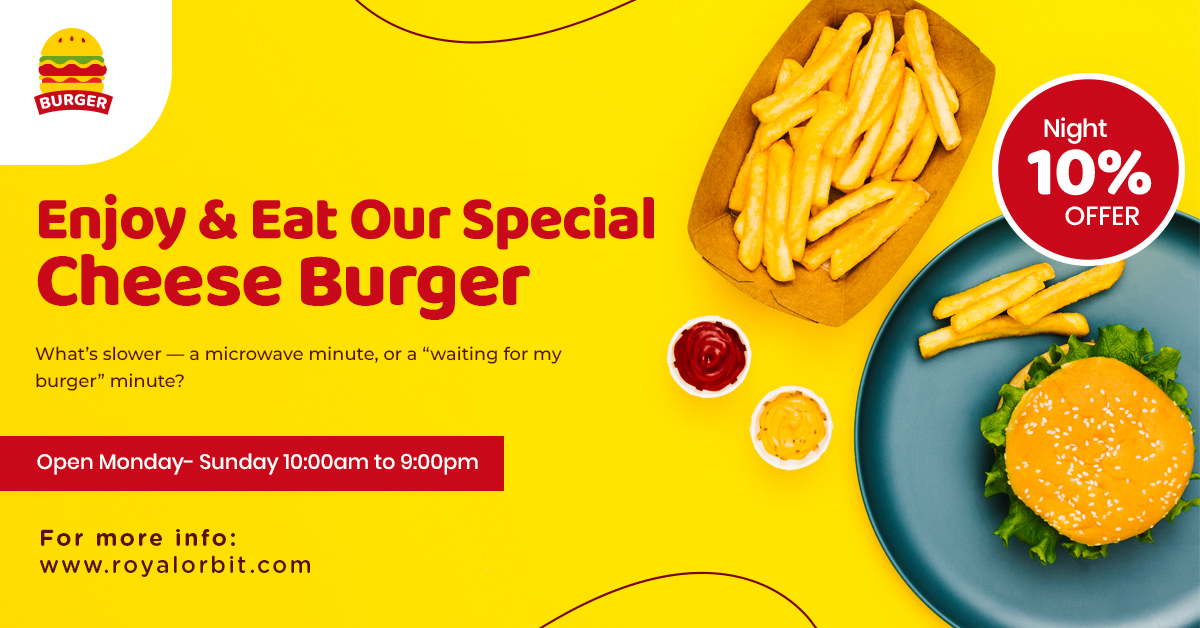 BURGER
Enjoy & Eat Our Special
Cheese Burger
What’s slower — a microwave minute, or a “waiting for my
burger” minute?
Open Monday- Sunday 10:00am to 9:00pm
For more info:
www.royalorbit.com
Night
10%
OFFER